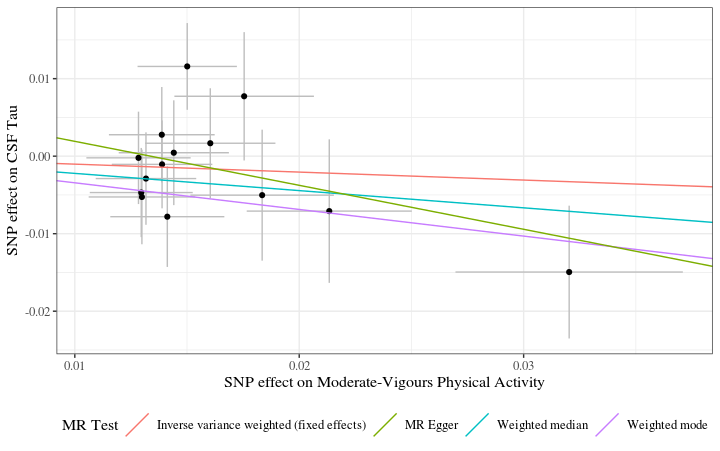 SNP effect on CSF Tau
0.01
0.00
-0.01
-0.02
0.01
0.02
0.03
SNP effect on Moderate-Vigours Physical Activity
MR Test
Inverse variance weighted (fixed effects)
MR Egger
Weighted median
Weighted mode